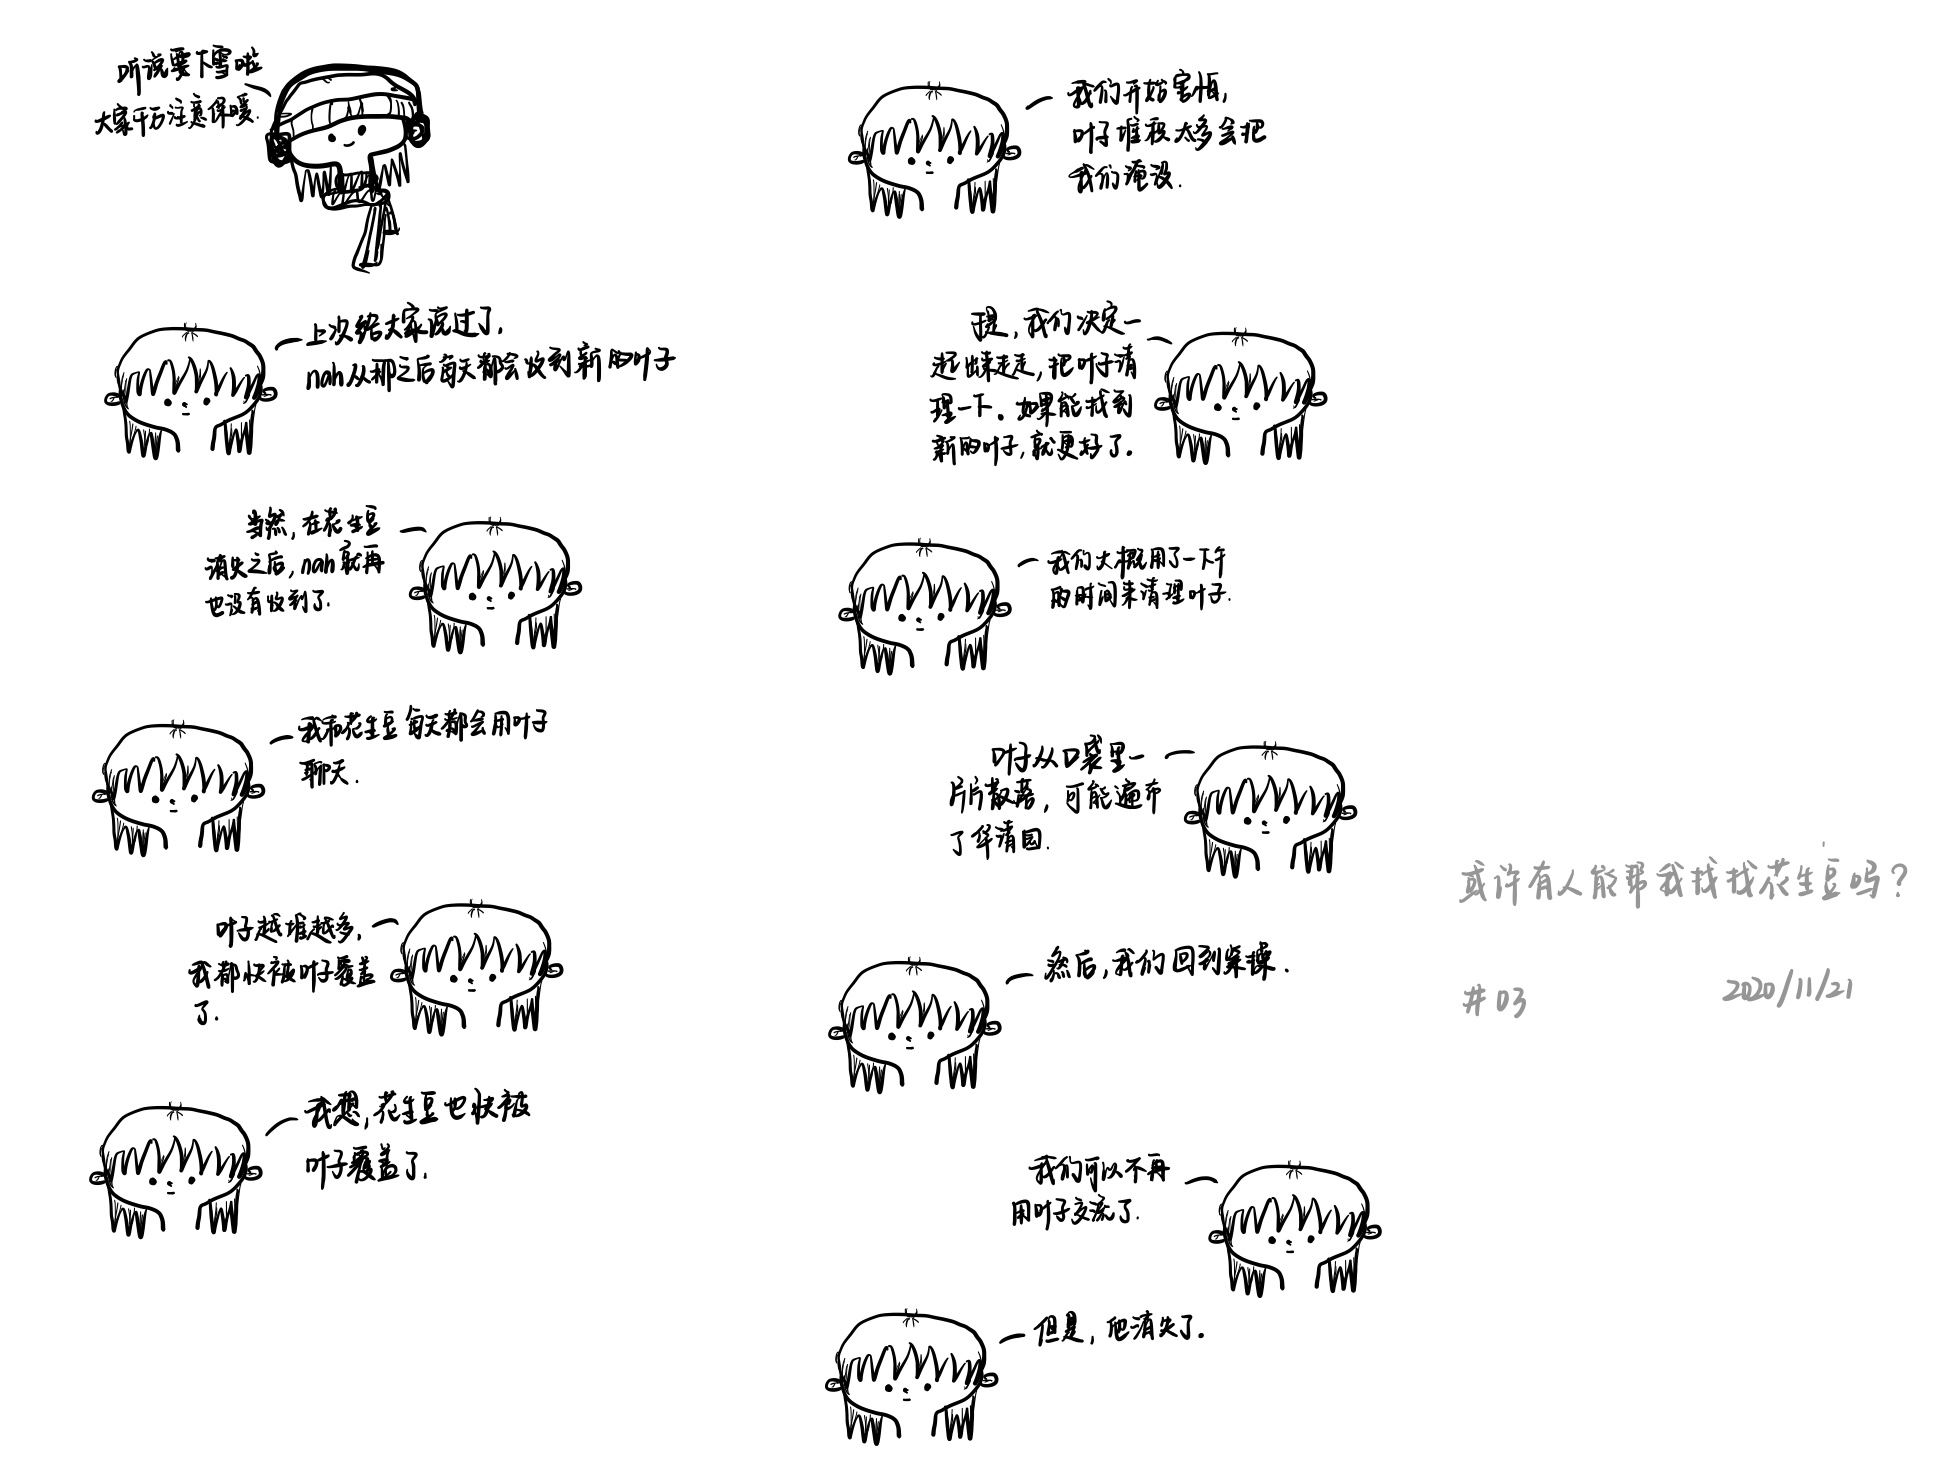 听说要下雪啦
大家千万注意保暖.
上次给大家说过了,
nah从那之后每天都会收到新的叶子
当然,在花生豆
消失之后,nah就再
也没有收到了.
我和花生豆每天都会用叶子
聊天.
叶子越堆越多,
我都快被叶子覆盖
了.
我想,花生豆也快被
叶子覆盖了.
我们开始害怕,
叶子堆积太多会把
我们淹没.
于是,我们决定一
起出来走走,把叶子清
理一下。如果能找到
新的叶子,就更好了.
我们大概用了一下午
的时间来清理叶子.
叶子从口袋里一
片片散落,可能遍布
了华清园.
然后,我们回到紫操.
我们可以不再
用叶子交流了.
但是,他消失了.
或许有人能帮我找找花生豆吗?
#03
2020/11/21